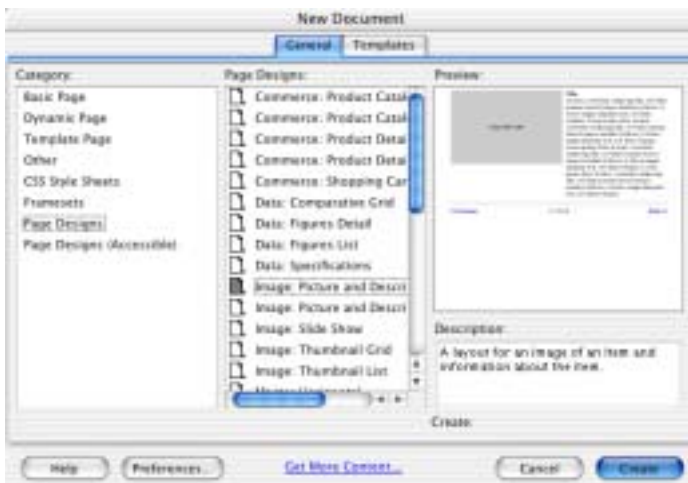 New Document
General Templates
Category:
Basic Page
Dynamic Page
Template Page
Other
CSS Style Sheets
Framesets
Page Designs
Page Designs (Accessible)
Page Designs:
Commerce: Product Catal
Commerce: Product Catal
Commerce: Product Detai
Commerce: Product Detai
Commerce: Shopping Car
Data: Comparative Grid
Data: Figures Detail
Data: Figures List
Data: Specifications
Image: Picture and Descri
Image: Picture and Descri
Image: Slide Show
Image: Thumbnail Grid
Image: Thumbnail List
Preview:
Description:
A layout for an image of an item and
information about the item.
Create:
Help
Preferences...
Get More Content...
Cancel
Create